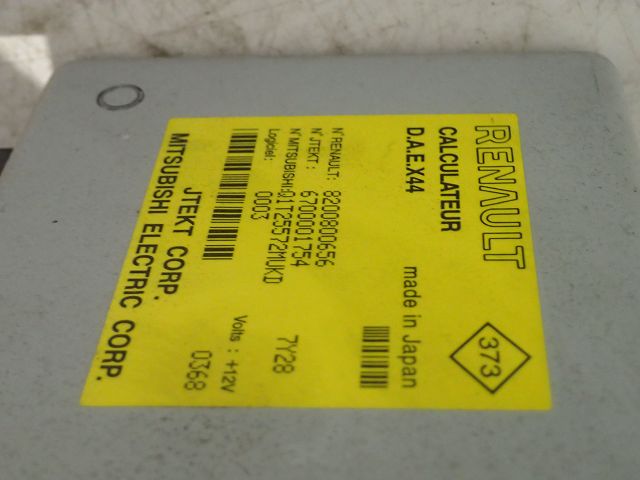 RENAULT
373
CALCULATEUR
D.A.E.X44
made in Japan
N°RENAULT: 8200800656
N°JTEKT: 6700001754
N°MITSUBISHI: Q1T25572MUKD
Logiciel: 0003
7Y28
Volts : +12V
0368
JTEKT CORP.
MITSUBISHI ELECTRIC CORP.